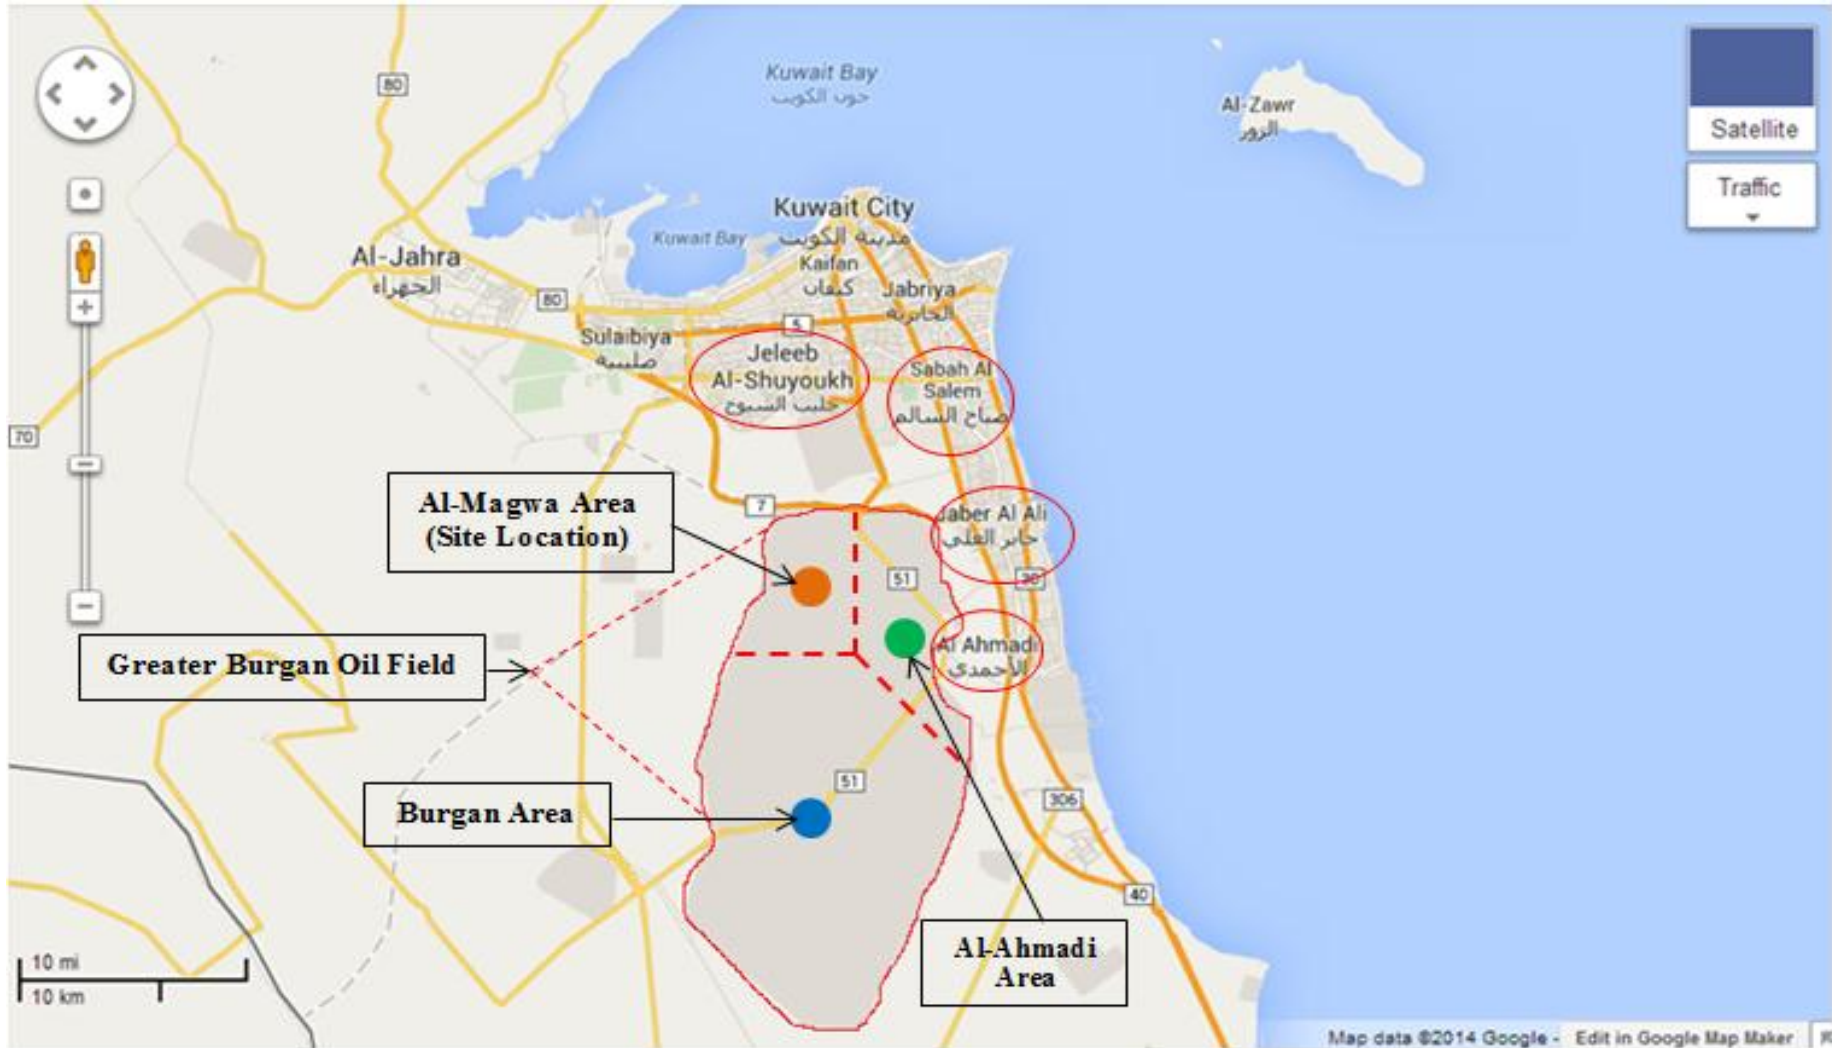 80
Kuwait Bay
جون الكويت
Al-Zawr
الزور
Satellite
Traffic
Kuwait City
مدينة الكويت
Kuwait Bay
Al-Jahra
الجهراء
Kaifan
كيفان
Jabriya
الجابرية
80
5
Sulaibiya
صليبية
Jeleeb
Al-Shuyoukh
جليب الشيوخ
Sabah Al
Salem
صباح السالم
70
Al-Magwa Area
(Site Location)
7
Jaber Al Ali
جابر العلي
51
30
Greater Burgan Oil Field
Al Ahmadi
الأحمدي
51
306
Burgan Area
40
Al-Ahmadi
Area
10 mi
10 km
Map data ©2014 Google -
Edit in Google Map Maker